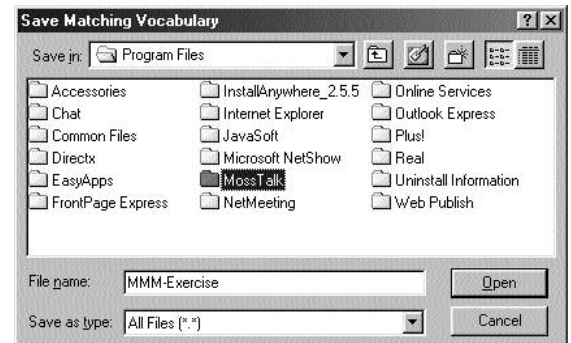 Save Matching Vocabulary
Save in: Program Files
Accessories InstallAnywhere_2.5.5 Online Services
Chat Internet Explorer Outlook Express
Common Files JavaSoft Plus!
Directx Microsoft NetShow Real
EasyApps MossTalk Uninstall Information
FrontPage Express NetMeeting Web Publish
File name: MMM-Exercise Open
Save as type: All Files (*.*) Cancel